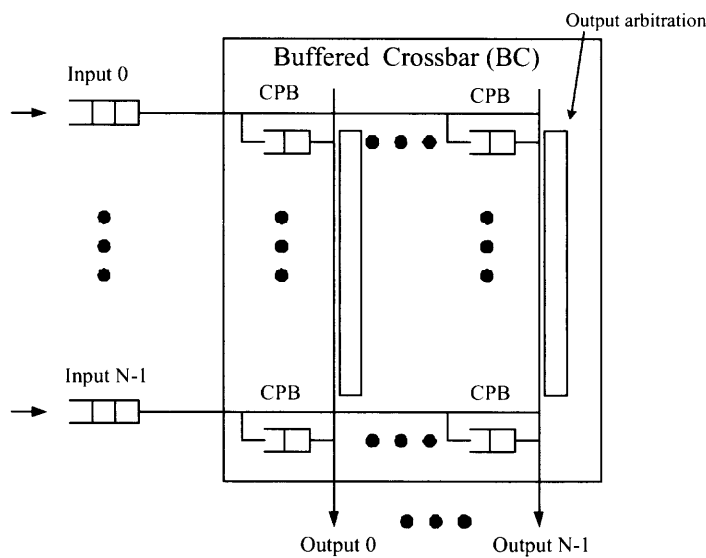 Output arbitration
Buffered Crossbar (BC)
Input 0
CPB
CPB
Input N-1
CPB
CPB
Output 0
Output N-1